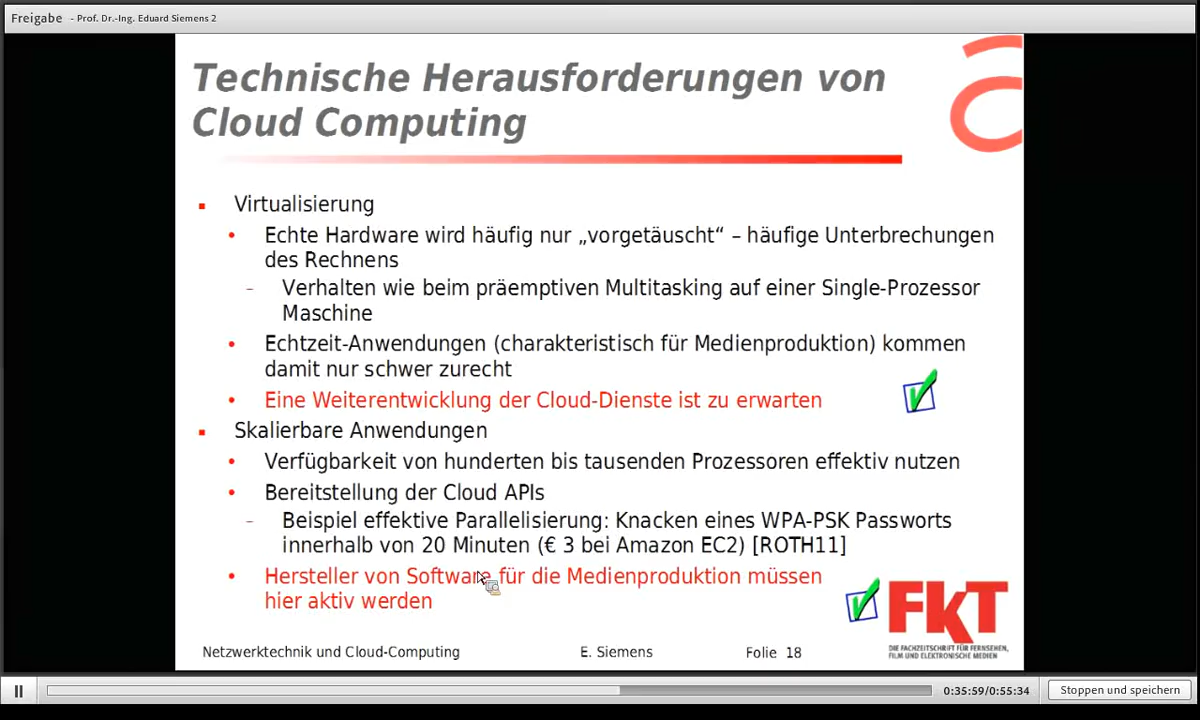 Freigabe - Prof. Dr.-Ing. Eduard Siemens 2
Technische Herausforderungen von
Cloud Computing
Virtualisierung
Echte Hardware wird häufig nur „vorgetäuscht“ – häufige Unterbrechungen
des Rechnens
– Verhalten wie beim präemptiven Multitasking auf einer Single-Prozessor
Maschine
Echtzeit-Anwendungen (charakteristisch für Medienproduktion) kommen
damit nur schwer zurecht
Eine Weiterentwicklung der Cloud-Dienste ist zu erwarten
Skalierbare Anwendungen
Verfügbarkeit von hunderten bis tausenden Prozessoren effektiv nutzen
Bereitstellung der Cloud APIs
– Beispiel effektive Parallelisierung: Knacken eines WPA-PSK Passworts
innerhalb von 20 Minuten (€ 3 bei Amazon EC2) [ROTH11]
Hersteller von Software für die Medienproduktion müssen
hier aktiv werden
FKT
DIE FACHZEITSCHRIFT FÜR FERNSEHEN,
FILM UND ELEKTRONISCHE MEDIEN
Netzwerktechnik und Cloud-Computing E. Siemens Folie 18
0:35:59/0:55:34 Stoppen und speichern